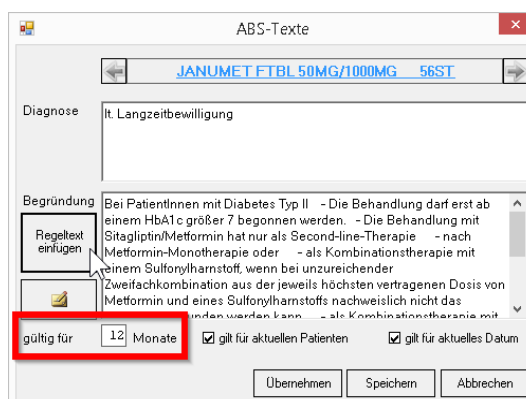 ABS-Texte
JANUMET FTBL 50MG/1000MG 56ST
Diagnose
lt. Langzeitbewilligung
Begründung
Regeltext
einfügen
Bei PatientInnen mit Diabetes Typ II - Die Behandlung darf erst ab
einem HbA1c größer 7 begonnen werden. - Die Behandlung mit
Sitagliptin/Metformin hat nur als Second-line-Therapie - nach
Metformin-Monotherapie oder - als Kombinationstherapie mit
einem Sulfonylharnstoff, wenn bei unzureichender
Zweifachkombination aus der jeweils höchsten vertragenen Dosis von
Metformin und eines Sulfonylharnstoffs nachweislich nicht das
werden kann. - als Kombinationstherapie mit
gültig für 12 Monate
gilt für aktuellen Patienten
gilt für aktuelles Datum
Übernehmen
Speichern
Abbrechen